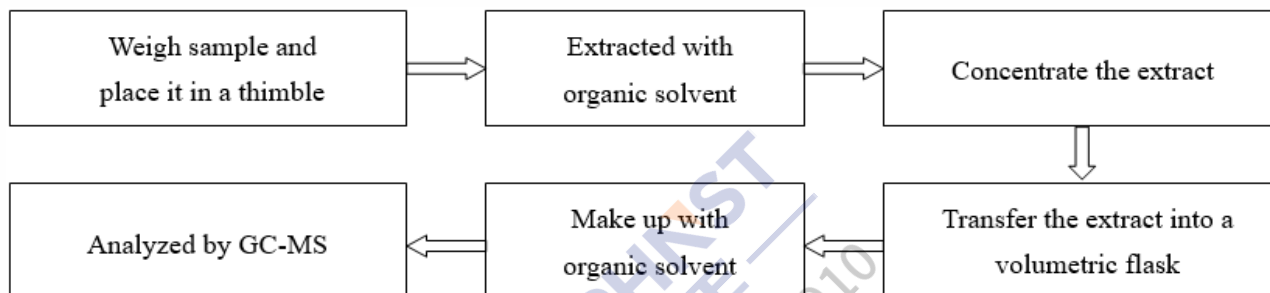 Weigh sample and
place it in a thimble
Extracted with
organic solvent
Concentrate the extract
Transfer the extract into a
volumetric flask
Make up with
organic solvent
Analyzed by GC-MS